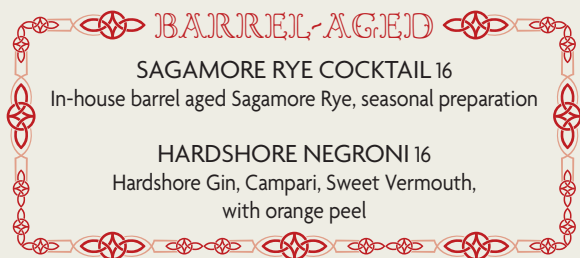 BARREL-AGED
SAGAMORE RYE COCKTAIL 16
In-house barrel aged Sagamore Rye, seasonal preparation
HARDSHORE NEGRONI 16
Hardshore Gin, Campari, Sweet Vermouth,
with orange peel